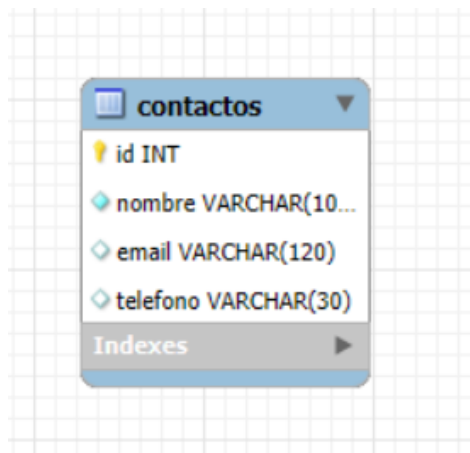 contactos
id INT
nombre VARCHAR(10...
email VARCHAR(120)
telefono VARCHAR(30)
Indexes